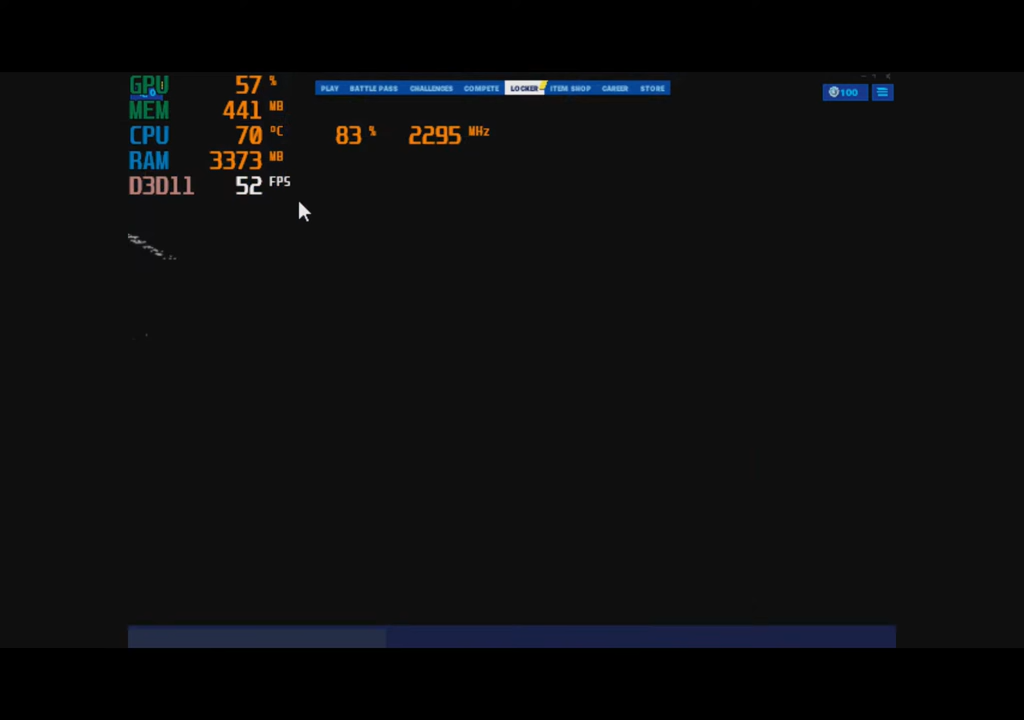 GPU 57 %
PLAY BATTLE PASS CHALLENGES COMPETE LOCKER ITEM SHOP CAREER STORE
100
MEM 441 MB
CPU 70 °C 83 % 2295 MHz
RAM 3373 MB
D3D11 52 FPS